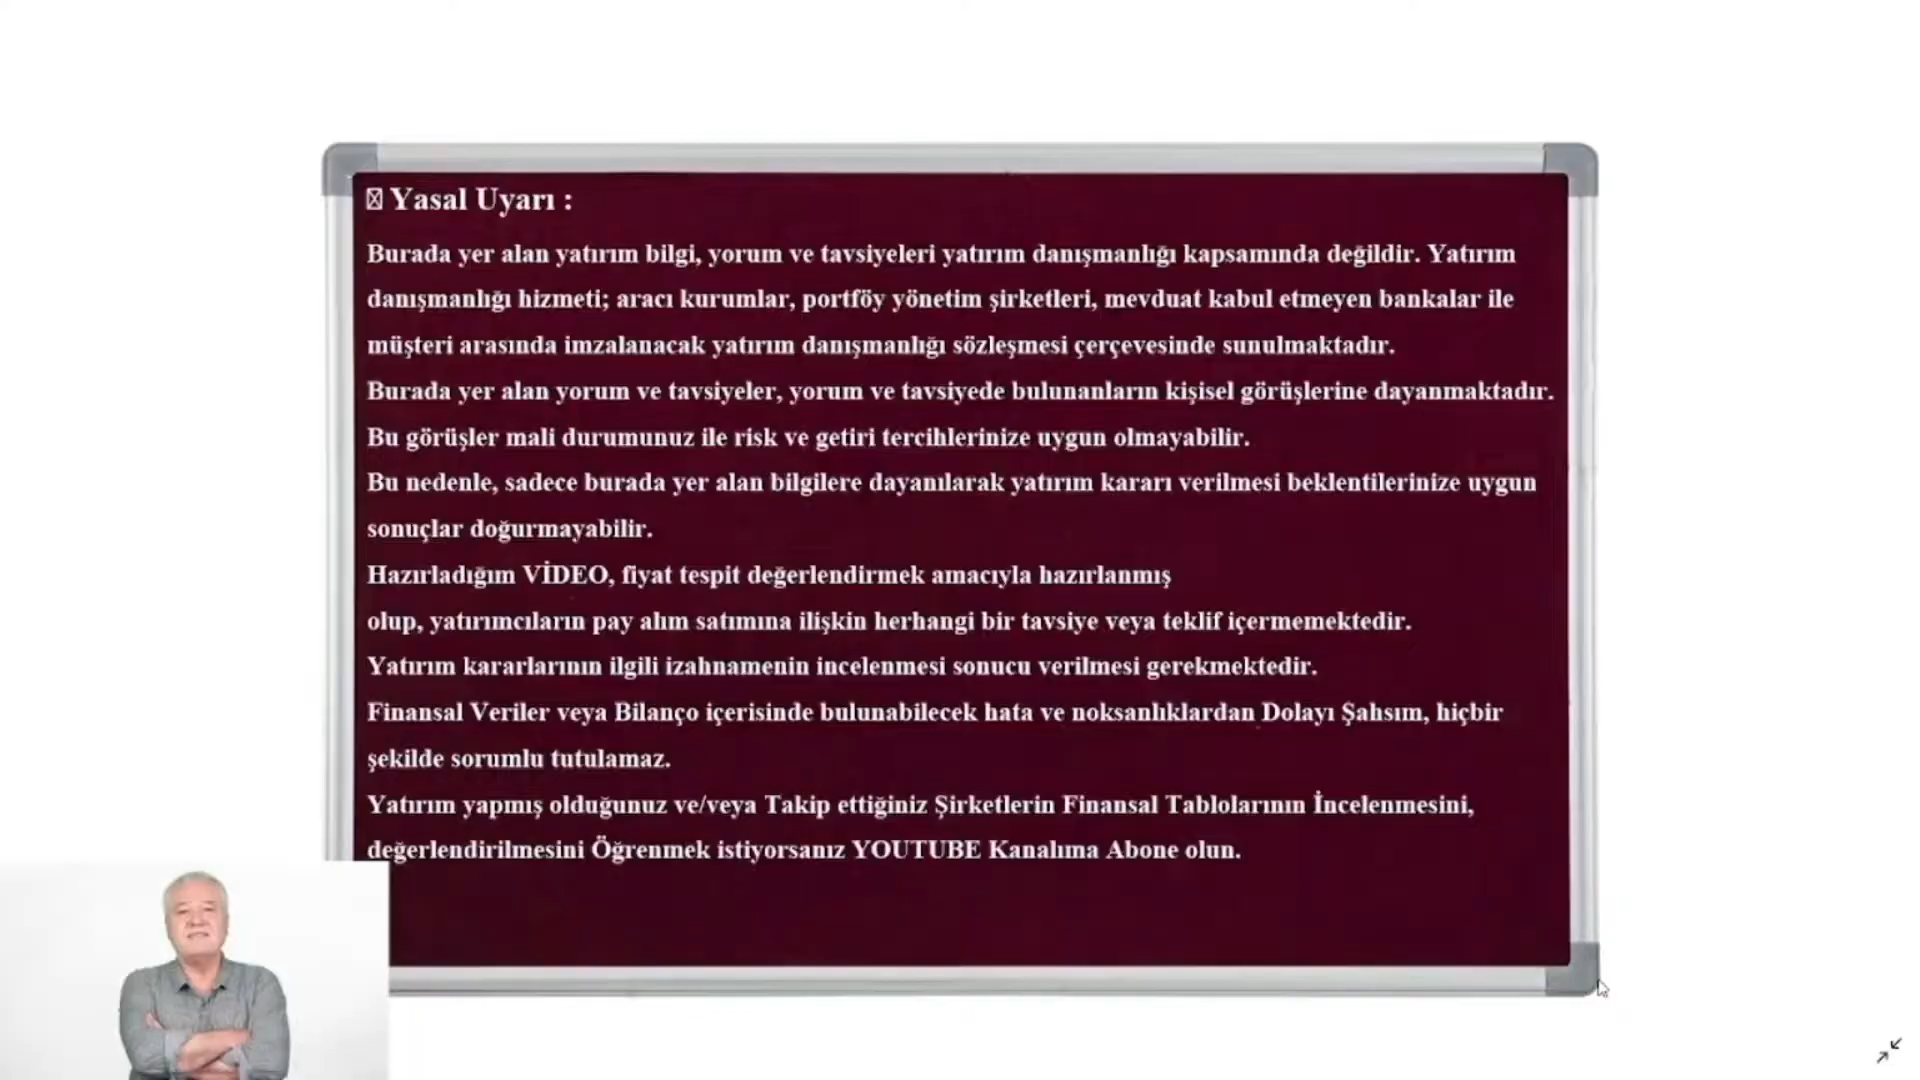 Yasal Uyarı :
Burada yer alan yatırım bilgi, yorum ve tavsiyeleri yatırım danışmanlığı kapsamında değildir. Yatırım
danışmanlığı hizmeti; aracı kurumlar, portföy yönetim şirketleri, mevduat kabul etmeyen bankalar ile
müşteri arasında imzalanacak yatırım danışmanlığı sözleşmesi çerçevesinde sunulmaktadır.
Burada yer alan yorum ve tavsiyeler, yorum ve tavsiyede bulunanların kişisel görüşlerine dayanmaktadır.
Bu görüşler mali durumunuz ile risk ve getiri tercihlerinize uygun olmayabilir.
Bu nedenle, sadece burada yer alan bilgilere dayanılarak yatırım kararı verilmesi beklentilerinize uygun
sonuçlar doğurmayabilir.
Hazırladığım VİDEO, fiyat tespit değerlendirmek amacıyla hazırlanmış
olup, yatırımcıların pay alım satımına ilişkin herhangi bir tavsiye veya teklif içermemektedir.
Yatırım kararlarının ilgili izahnamenin incelenmesi sonucu verilmesi gerekmektedir.
Finansal Veriler veya Bilanço içerisinde bulunabilecek hata ve noksanlıklardan Dolayı Şahsım, hiçbir
şekilde sorumlu tutulamaz.
Yatırım yapmış olduğunuz ve/veya Takip ettiğiniz Şirketlerin Finansal Tablolarının İncelenmesini,
değerlendirilmesini Öğrenmek istiyorsanız YOUTUBE Kanalıma Abone olun.